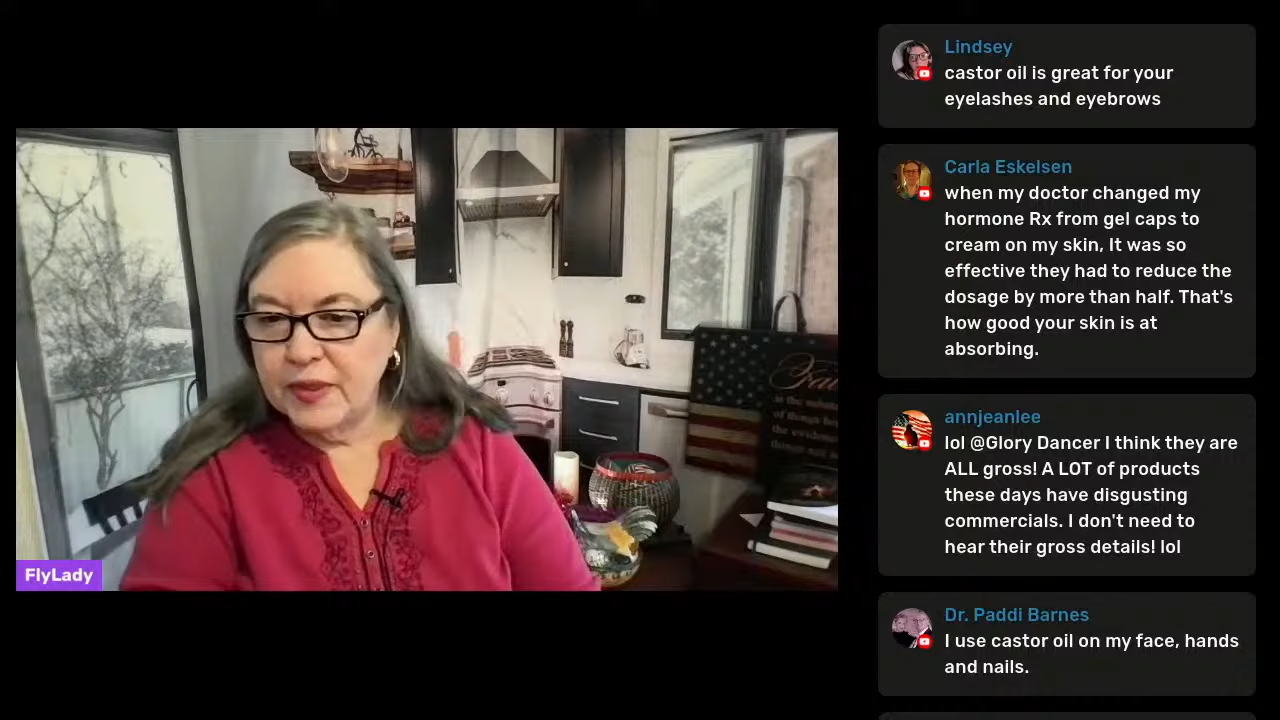 Lindsey
castor oil is great for your
eyelashes and eyebrows
Carla Eskelsen
when my doctor changed my
hormone Rx from gel caps to
cream on my skin, It was so
effective they had to reduce the
dosage by more than half. That's
how good your skin is at
absorbing.
annjeanlee
lol @Glory Dancer I think they are
ALL gross! A LOT of products
these days have disgusting
commercials. I don't need to
hear their gross details! lol
Dr. Paddi Barnes
I use castor oil on my face, hands
and nails.
FlyLady